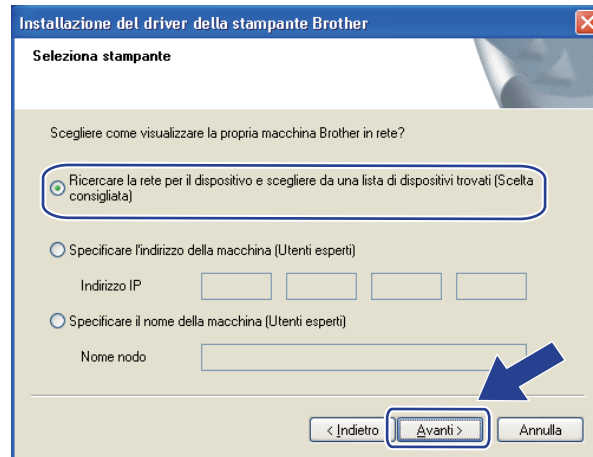 Installazione del driver della stampante Brother
Seleziona stampante
Scegliere come visualizzare la propria macchina Brother in rete?
Ricercare la rete per il dispositivo e scegliere da una lista di dispositivi trovati (Scelta
consigliata)
Specificare l'indirizzo della macchina (Utenti esperti)
Indirizzo IP
Specificare il nome della macchina (Utenti esperti)
Nome nodo
< Indietro Avanti > Annulla